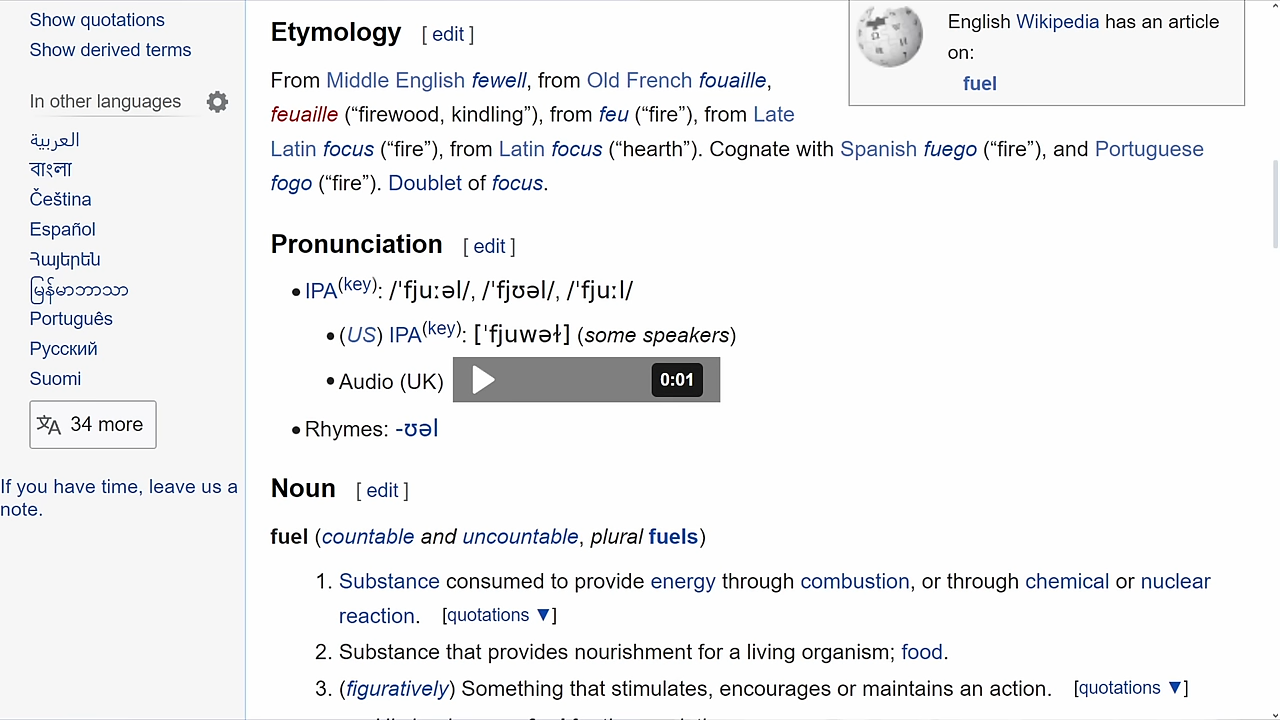 Show quotations
Show derived terms
In other languages
العربية
বাংলা
Čeština
Español
Հայերեն
မြန်မာဘာသာ
Português
Русский
Suomi
34 more
If you have time, leave us a
note.
Etymology [ edit ]
English Wikipedia has an article
on:
fuel
From Middle English fewell, from Old French fouaille,
feuaille (“firewood, kindling”), from feu (“fire”), from Late
Latin focus (“fire”), from Latin focus (“hearth”). Cognate with Spanish fuego (“fire”), and Portuguese
fogo (“fire”). Doublet of focus.
Pronunciation [ edit ]
• IPA(key): /ˈfjuːəl/, /ˈfjʊəl/, /ˈfjuːl/
• (US) IPA(key): [ˈfjuwəɫ] (some speakers)
• Audio (UK) 0:01
• Rhymes: -ʊəl
Noun [ edit ]
fuel (countable and uncountable, plural fuels)
1. Substance consumed to provide energy through combustion, or through chemical or nuclear
reaction. [quotations ▼]
2. Substance that provides nourishment for a living organism; food.
3. (figuratively) Something that stimulates, encourages or maintains an action. [quotations ▼]